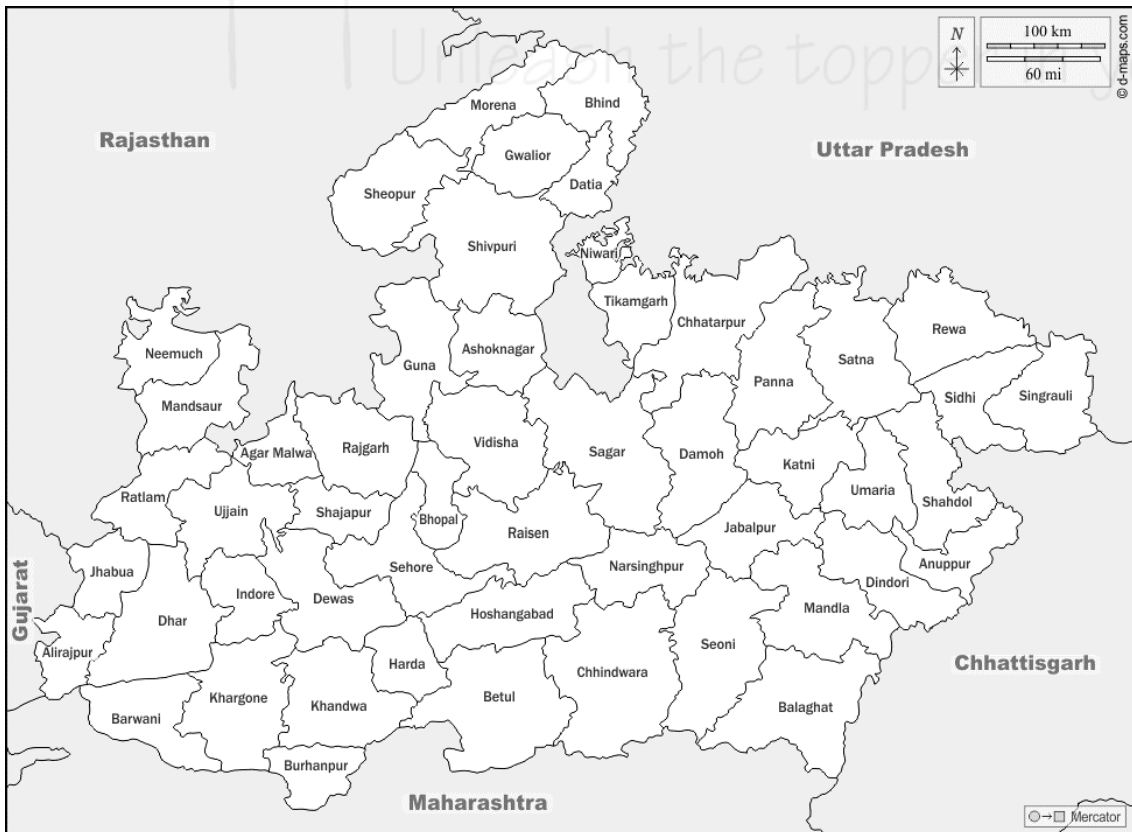 Unleash the topper in y
N
100 km
60 mi
© d-maps.com
Rajasthan
Uttar Pradesh
Gujarat
Chhattisgarh
Maharashtra
Morena
Bhind
Gwalior
Datia
Sheopur
Shivpuri
Niwari
Tikamgarh
Chhatarpur
Rewa
Neemuch
Guna
Ashoknagar
Panna
Satna
Sidhi
Singrauli
Mandsaur
Agar Malwa
Rajgarh
Vidisha
Sagar
Damoh
Katni
Umaria
Shahdol
Ratlam
Ujjain
Shajapur
Bhopal
Raisen
Jabalpur
Anuppur
Jhabua
Indore
Dewas
Sehore
Narsinghpur
Dindori
Dhar
Hoshangabad
Mandla
Alirajpur
Harda
Seoni
Chhindwara
Barwani
Khargone
Khandwa
Betul
Balaghat
Burhanpur
Mercator